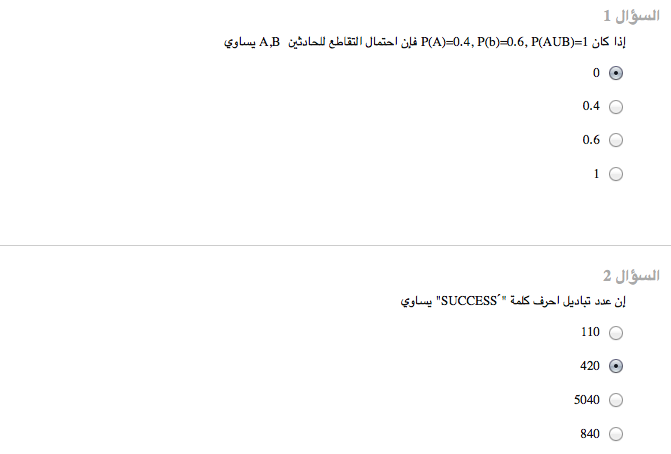 السؤال 1
إذا كان P(A)=0.4, P(b)=0.6, P(AUB)=1 فإن احتمال التقاطع للحادثين A,B يساوي
0
0.4
0.6
1
السؤال 2
إن عدد تباديل احرف كلمة "SUCCESS´" يساوي
110
420
5040
840